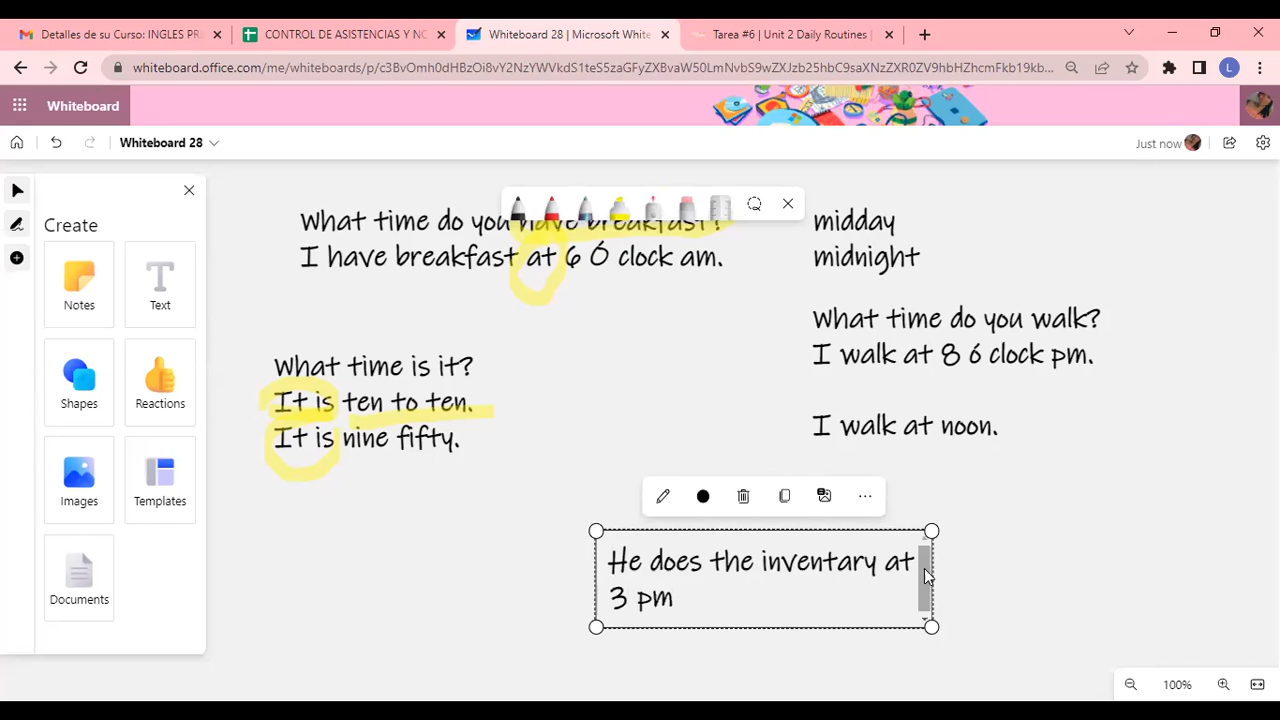 Detalles de su Curso: INGLES PR
CONTROL DE ASISTENCIAS Y NO
Whiteboard 28 | Microsoft White
Tarea #6 | Unit 2 Daily Routines |
whiteboard.office.com/me/whiteboards/
L
Whiteboard
Whiteboard 28
Just now
Create
Notes
Text
Shapes
Reactions
Images
Templates
Documents
What time do you have breakfast?
I have breakfast at 6 Ó clock am.
midday
midnight
What time do you walk?
I walk at 8 ó clock pm.
I walk at noon.
What time is it?
It is ten to ten.
It is nine fifty.
He does the inventary at
3 pm
100%